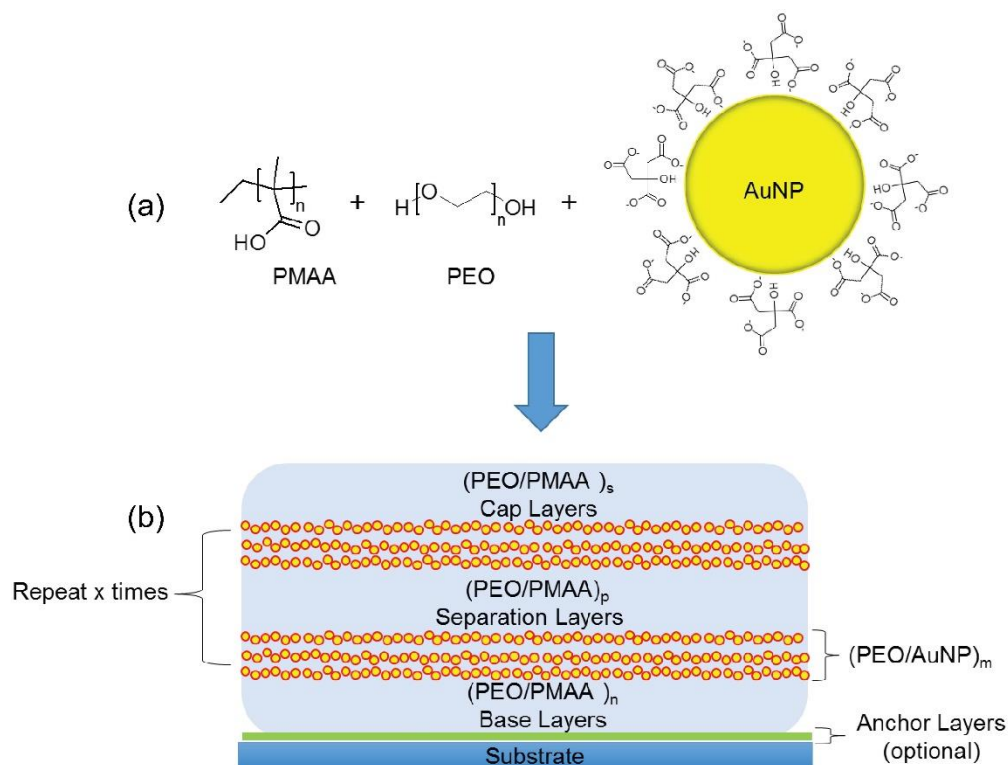 (a)
n
HO
O
PMAA
+
H
O
n
OH
PEO
+
AuNP
(b)
(PEO/PMAA )s
Cap Layers
Repeat x times
(PEO/PMAA)p
Separation Layers
(PEO/AuNP)m
(PEO/PMAA )n
Base Layers
Anchor Layers
(optional)
Substrate